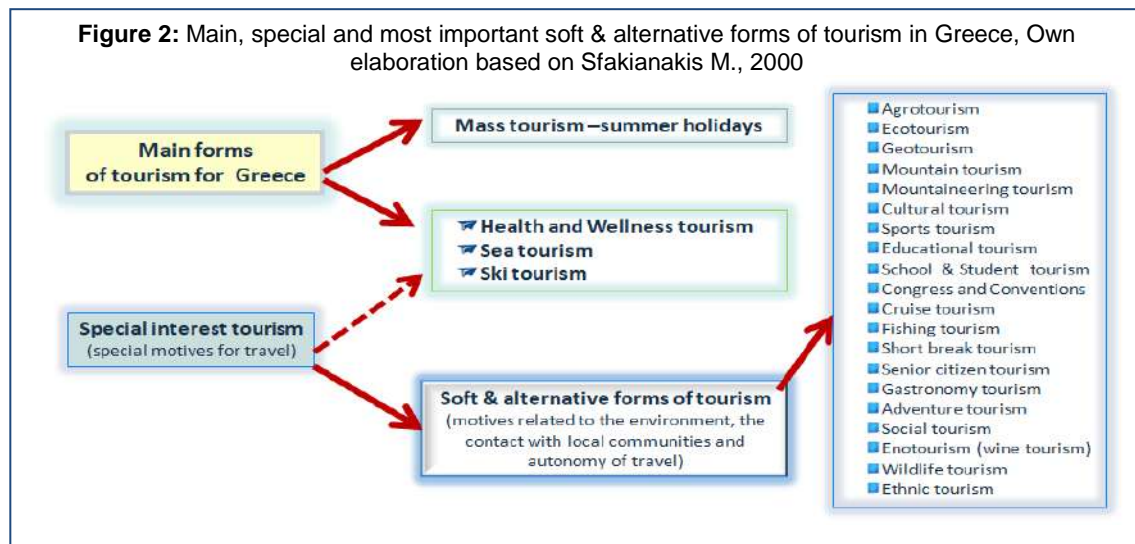 Figure 2: Main, special and most important soft & alternative forms of tourism in Greece, Own
elaboration based on Sfakianakis M., 2000
Main forms
of tourism for Greece
Mass tourism –summer holidays
Health and Wellness tourism
Sea tourism
Ski tourism
Special interest tourism
(special motives for travel)
Soft & alternative forms of tourism
(motives related to the environment, the
contact with local communities and
autonomy of travel)
Agrotourism
Ecotourism
Geotourism
Mountain tourism
Mountaineering tourism
Cultural tourism
Sports tourism
Educational tourism
School & Student tourism
Congress and Conventions
Cruise tourism
Fishing tourism
Short break tourism
Senior citizen tourism
Gastronomy tourism
Adventure tourism
Social tourism
Enotourism (wine tourism)
Wildlife tourism
Ethnic tourism